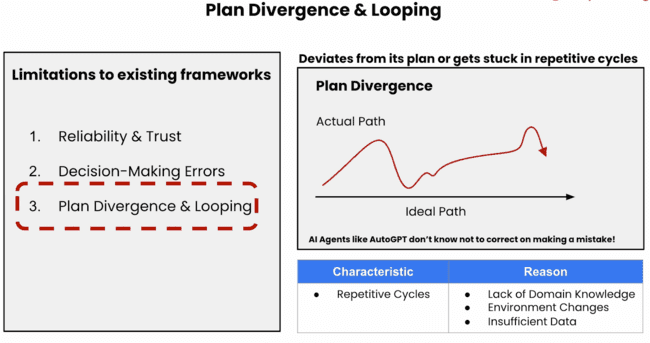 Plan Divergence & Looping
Limitations to existing frameworks
1. Reliability & Trust
2. Decision-Making Errors
3. Plan Divergence & Looping
Deviates from its plan or gets stuck in repetitive cycles
Plan Divergence
Actual Path
Ideal Path
AI Agents like AutoGPT don't know not to correct on making a mistake!
Characteristic
Reason
● Repetitive Cycles
● Lack of Domain Knowledge
● Environment Changes
● Insufficient Data